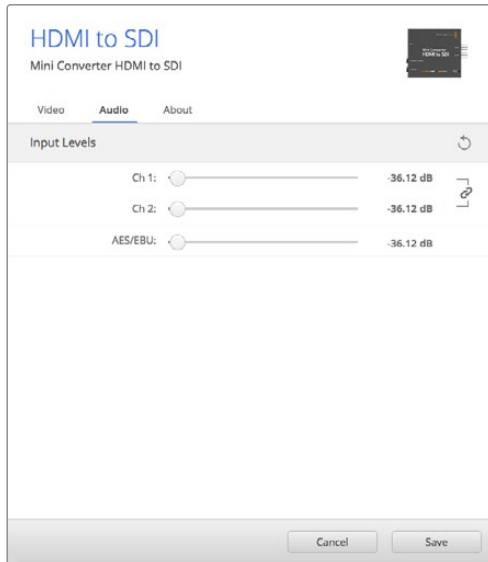 HDMI to SDI
Mini Converter HDMI to SDI
Video Audio About
Input Levels
Ch 1: -36.12 dB
Ch 2: -36.12 dB
AES/EBU: -36.12 dB
Cancel Save